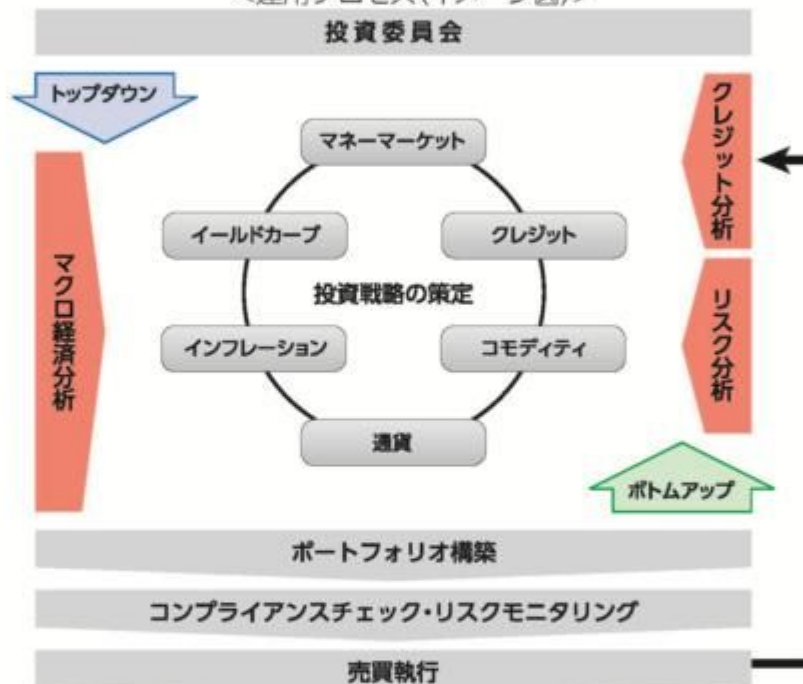 投資委員会
トップダウン
マクロ経済分析
マネーマーケット
イールドカーブ
クレジット
投資戦略の策定
インフレーション
コモディティ
通貨
クレジット分析
リスク分析
ボトムアップ
ポートフォリオ構築
コンプライアンスチェック・リスクモニタリング
売買執行